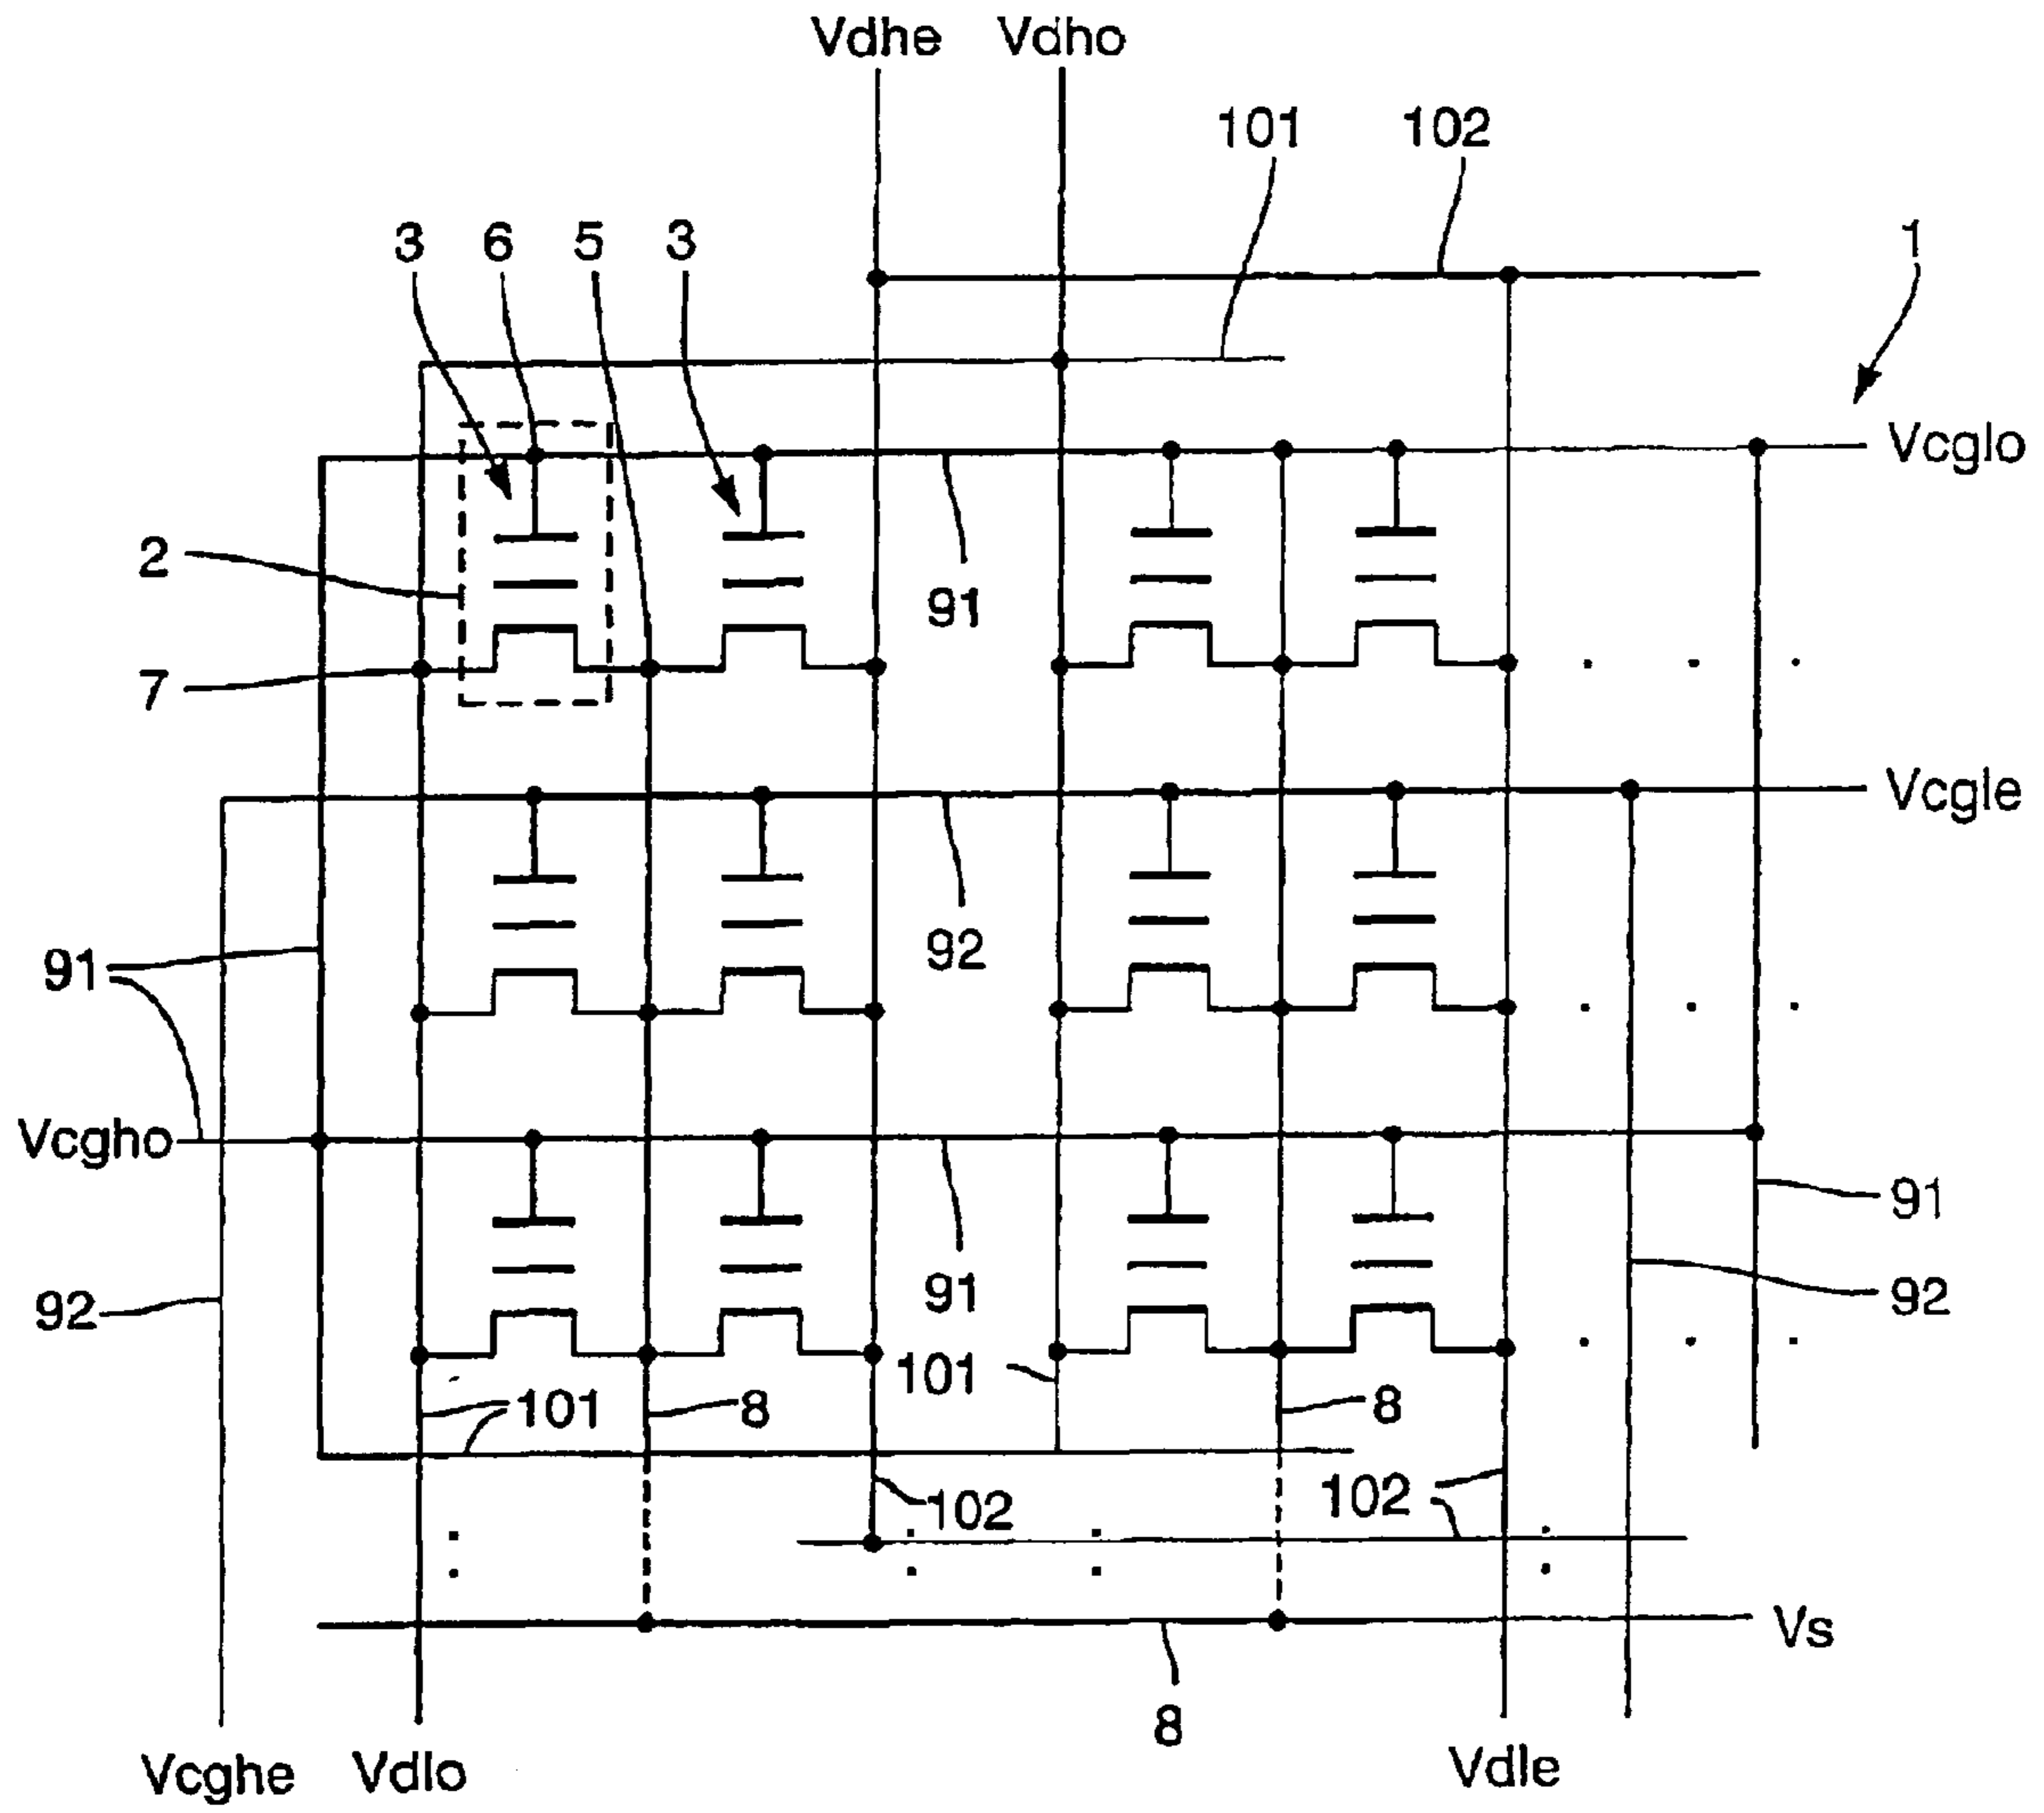 Vdhe Vdho
101 102
3 6 5 3 1
Vcglo
2
91
7
Vcgle
92
91
Vcgho
91
92 91 92
101
101 8 8
102 102
Vs
8
Vcghe Vdlo Vdle